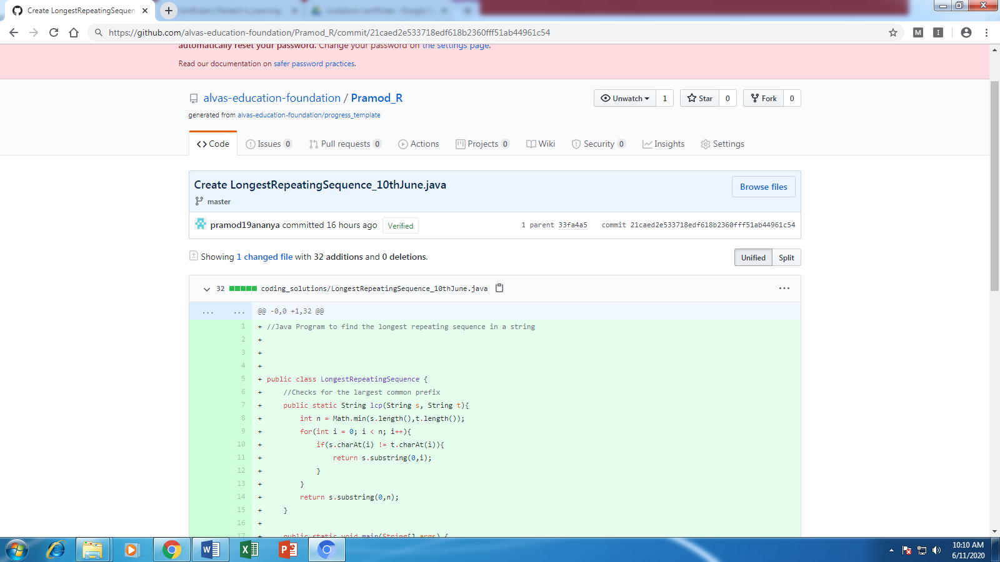 Create LongestRepeatingSequen
https://github.com/alvas-education-foundation/Pramod_R/commit/21caed2e533718edf618b2360fff51ab44961c54
M I
automatically reset your password. Change your password on the settings page.
Read our documentation on safer password practices.
alvas-education-foundation / Pramod_R
Unwatch 1 Star 0 Fork 0
generated from alvas-education-foundation/progress_template
Code Issues 0 Pull requests 0 Actions Projects 0 Wiki Security 0 Insights Settings
Create LongestRepeatingSequence_10thJune.java
Browse files
master
pramod19ananya committed 16 hours ago Verified 1 parent 33fa4a5 commit 21caed2e533718edf618b2360fff51ab44961c54
Showing 1 changed file with 32 additions and 0 deletions.
Unified Split
32 coding_solutions/LongestRepeatingSequence_10thJune.java
... ... @@ -0,0 +1,32 @@
1 + //Java Program to find the longest repeating sequence in a string
2 +
3 +
4 +
5 + public class LongestRepeatingSequence {
6 + //Checks for the largest common prefix
7 + public static String lcp(String s, String t){
8 + int n = Math.min(s.length(),t.length());
9 + for(int i = 0; i < n; i++){
10 + if(s.charAt(i) != t.charAt(i)){
11 + return s.substring(0,i);
12 + }
13 + }
14 + return s.substring(0,n);
15 + }
16 +
17 + public static void main(String[] args) {
10:10 AM
6/11/2020